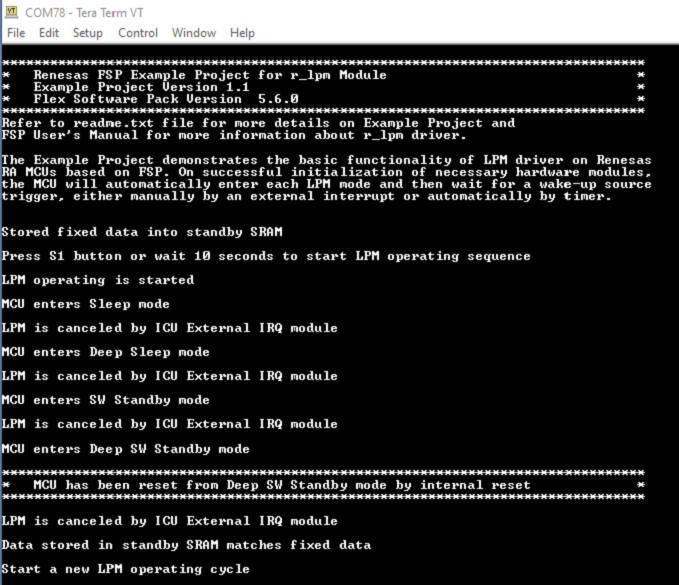 COM78 - Tera Term VT
File Edit Setup Control Window Help
********************************************************************************
* Renesas FSP Example Project for r_lpm Module *
* Example Project Version 1.1 *
* Flex Software Pack Version 5.6.0 *
********************************************************************************
Refer to readme.txt file for more details on Example Project and
FSP User's Manual for more information about r_lpm driver.
The Example Project demonstrates the basic functionality of LPM driver on Renesas
RA MCUs based on FSP. On successful initialization of necessary hardware modules,
the MCU will automatically enter each LPM mode and then wait for a wake-up source
trigger, either manually by an external interrupt or automatically by timer.
Stored fixed data into standby SRAM
Press S1 button or wait 10 seconds to start LPM operating sequence
LPM operating is started
MCU enters Sleep mode
LPM is canceled by ICU External IRQ module
MCU enters Deep Sleep mode
LPM is canceled by ICU External IRQ module
MCU enters SW Standby mode
LPM is canceled by ICU External IRQ module
MCU enters Deep SW Standby mode
********************************************************************************
* MCU has been reset from Deep SW Standby mode by internal reset *
********************************************************************************
LPM is canceled by ICU External IRQ module
Data stored in standby SRAM matches fixed data
Start a new LPM operating cycle